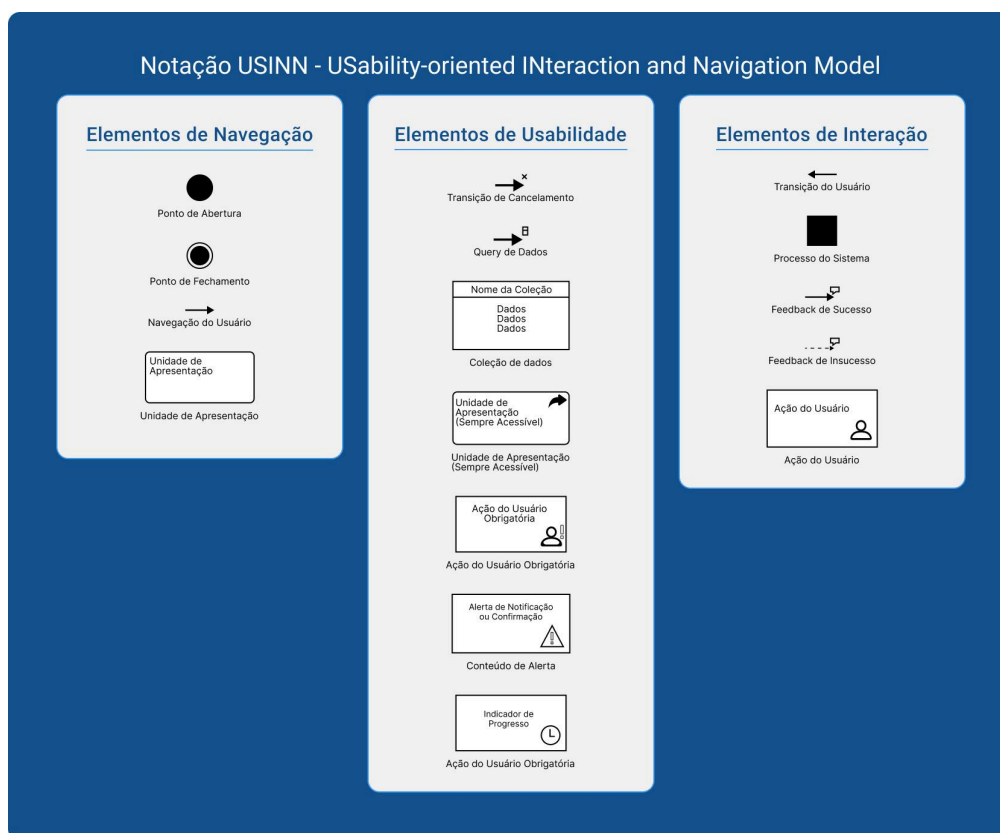 Notação USINN - USability-oriented INteraction and Navigation Model
Elementos de Navegação
Ponto de Abertura
Ponto de Fechamento
Navegação do Usuário
Unidade de
Apresentação
Unidade de Apresentação
Elementos de Usabilidade
Transição de Cancelamento
Query de Dados
Nome da Coleção
Dados
Dados
Dados
Coleção de dados
Unidade de
Apresentação
(Sempre Acessível)
Unidade de Apresentação
(Sempre Acessível)
Ação do Usuário
Obrigatória
Ação do Usuário Obrigatória
Alerta de Notificação
ou Confirmação
Conteúdo de Alerta
Indicador de
Progresso
Ação do Usuário Obrigatória
Elementos de Interação
Transição do Usuário
Processo do Sistema
Feedback de Sucesso
Feedback de Insucesso
Ação do Usuário
Ação do Usuário